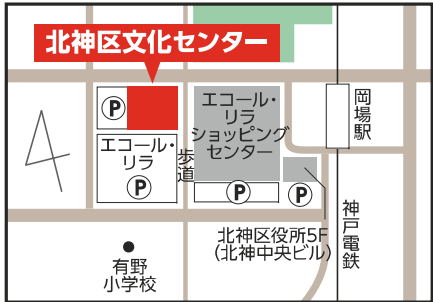 北神区文化センター
P
エコール・
リラ
P
歩道
エコール・
リラ
ショッピング
センター
P
P
岡場駅
神戸電鉄
北神区役所5F
(北神中央ビル)
有野
小学校